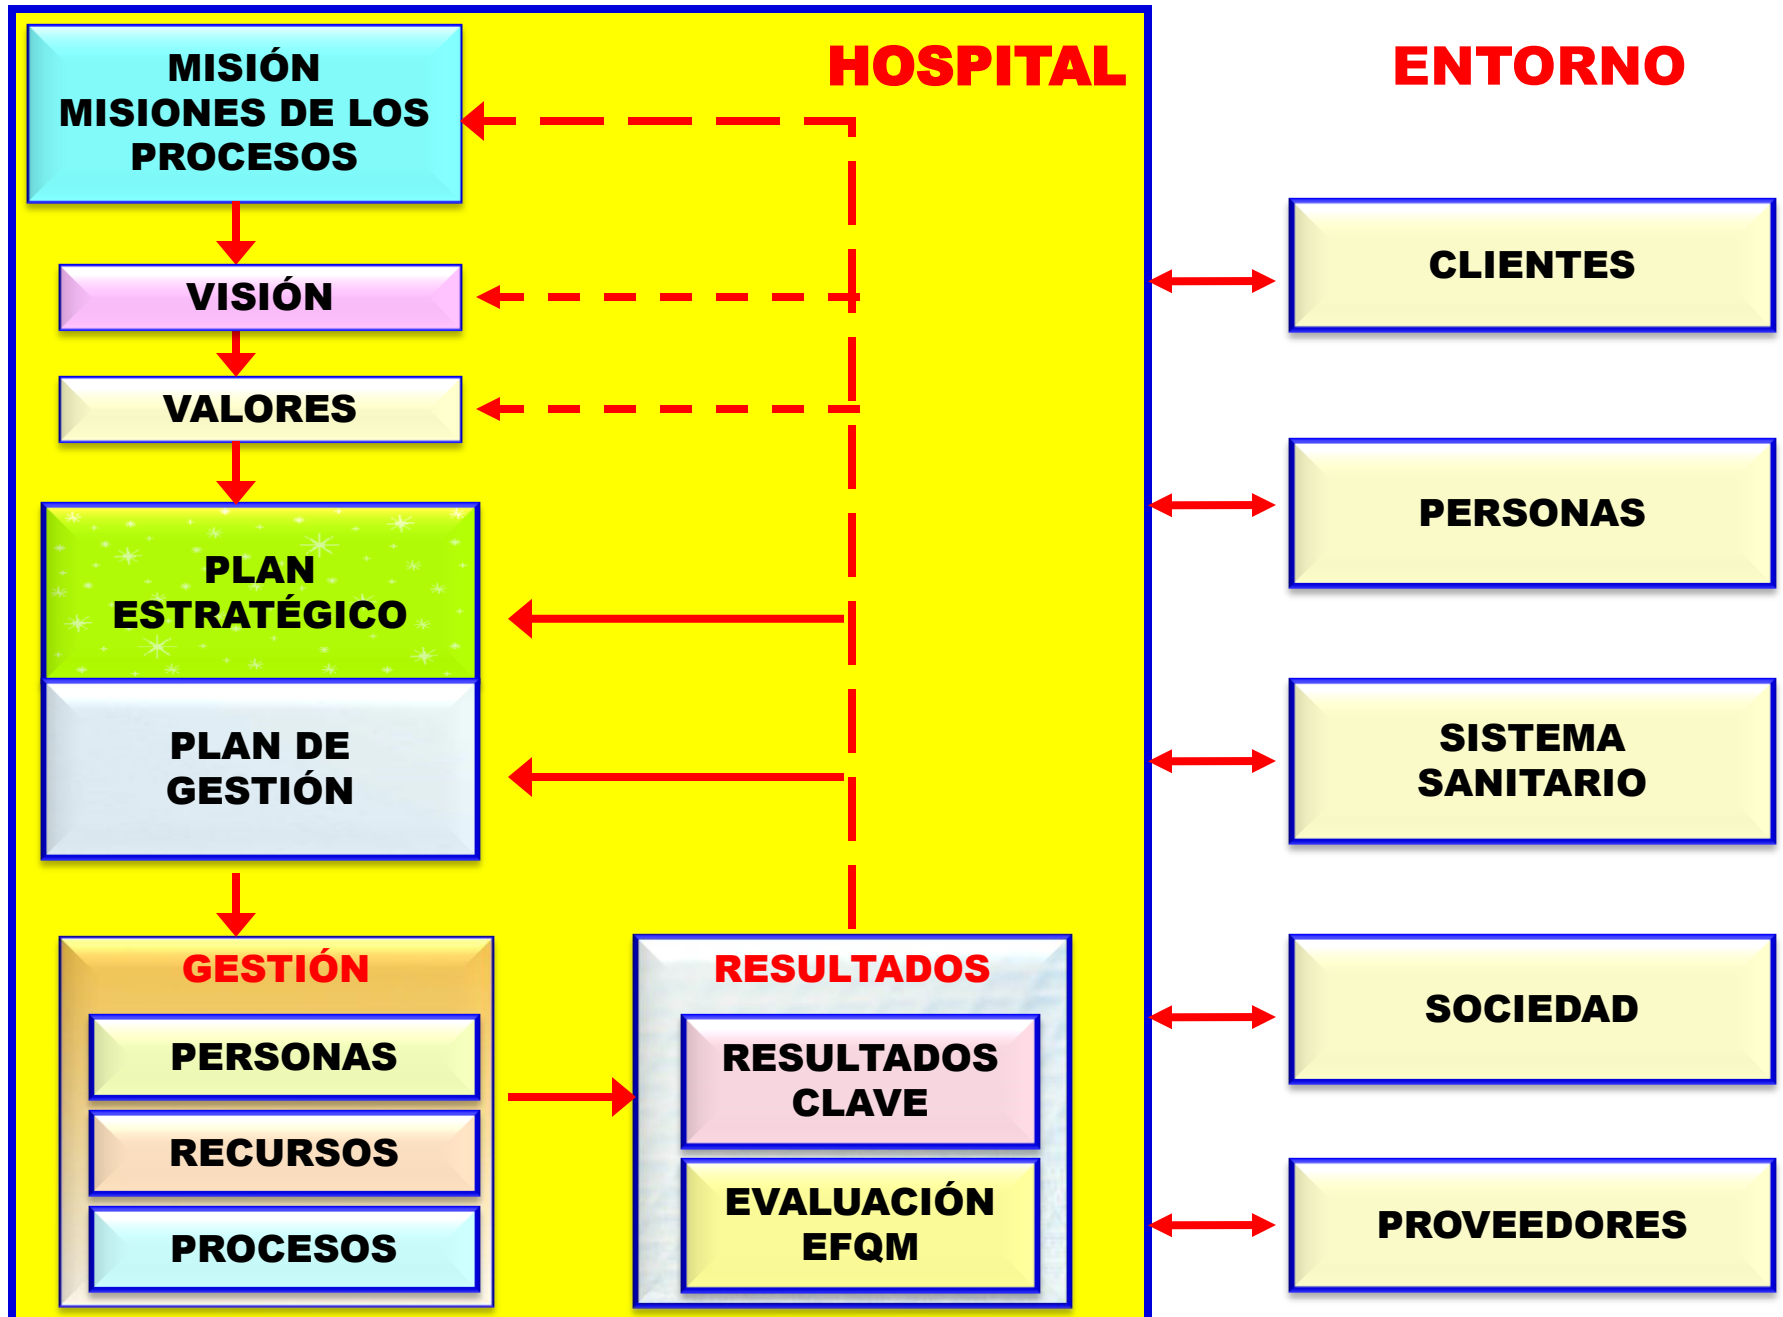 HOSPITAL
ENTORNO
MISIÓN
MISIONES DE LOS
PROCESOS
VISIÓN
VALORES
PLAN
ESTRATÉGICO
PLAN DE
GESTIÓN
GESTIÓN
PERSONAS
RECURSOS
PROCESOS
RESULTADOS
RESULTADOS
CLAVE
EVALUACIÓN
EFQM
CLIENTES
PERSONAS
SISTEMA
SANITARIO
SOCIEDAD
PROVEEDORES